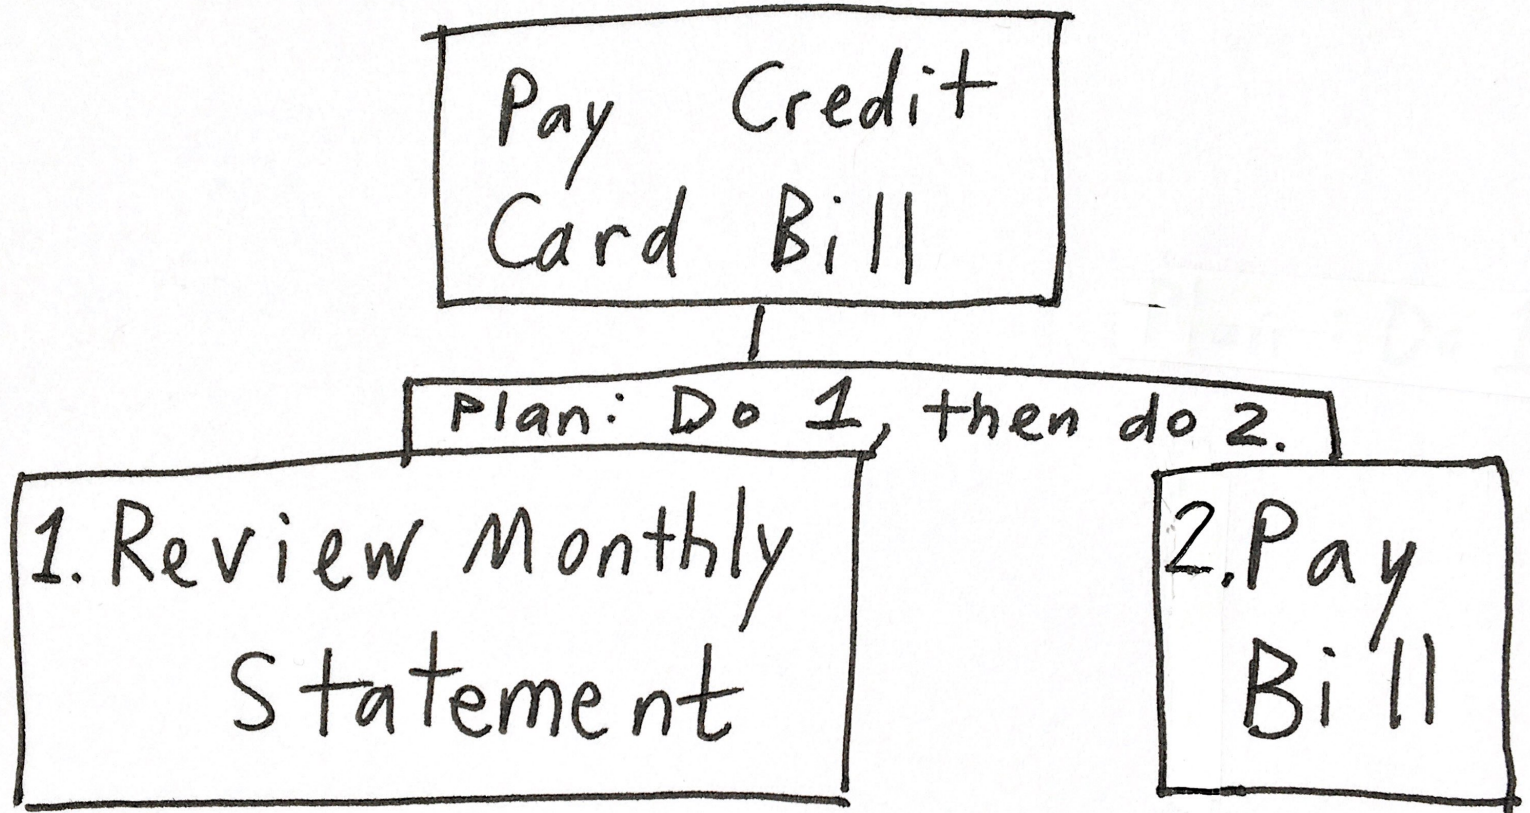 Pay Credit
Card Bill
Plan: Do 1, then do 2.
1. Review Monthly
Statement
2. Pay
Bill